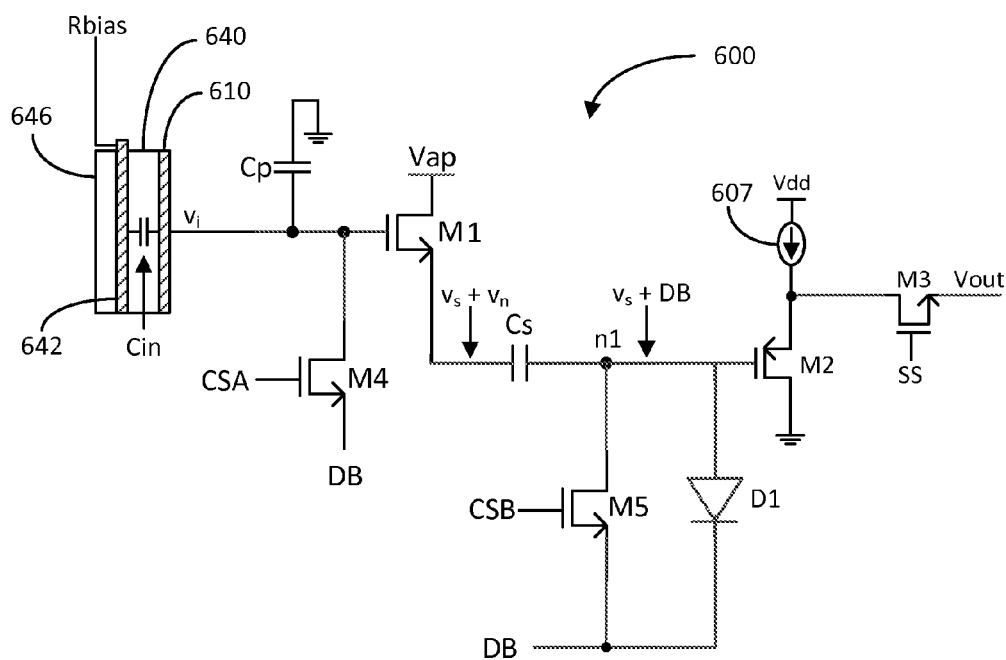 Rbias
640
600
610
646
Cp
Vap
Vdd
607
vi
M1
M3
Vout
vs + vn
vs + DB
Cs
n1
642
Cin
CSA
M4
M2
SS
DB
CSB
M5
D1
DB